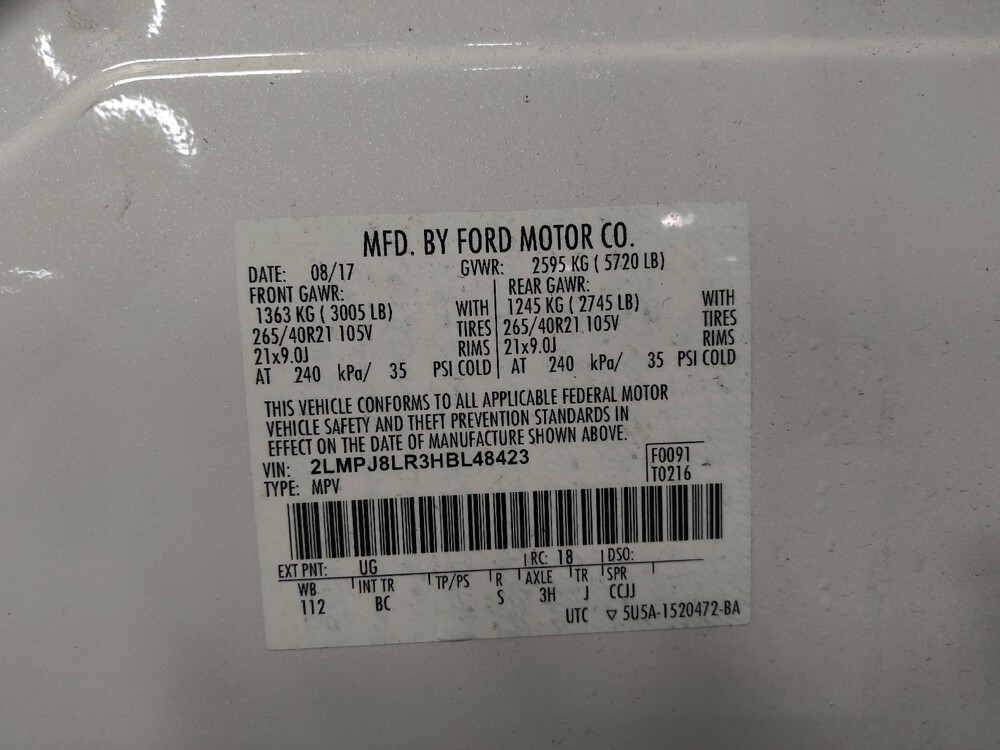 MFD. BY FORD MOTOR CO.
DATE: 08/17 GVWR: 2595 KG ( 5720 LB)
FRONT GAWR: REAR GAWR:
1363 KG ( 3005 LB) WITH 1245 KG ( 2745 LB) WITH
265/40R21 105V TIRES 265/40R21 105V TIRES
21x9.0J RIMS 21x9.0J RIMS
AT 240 kPa/ 35 PSI COLD AT 240 kPa/ 35 PSI COLD
THIS VEHICLE CONFORMS TO ALL APPLICABLE FEDERAL MOTOR
VEHICLE SAFETY AND THEFT PREVENTION STANDARDS IN
EFFECT ON THE DATE OF MANUFACTURE SHOWN ABOVE.
VIN: 2LMPJ8LR3HBL48423 F0091
TYPE: MPV T0216
EXT PNT: UG RC: 18 DSO:
WB INT TR TP/PS R AXLE TR SPR
112 BC S 3H J CCJJ
UTC ▽ 5U5A-1520472-BA